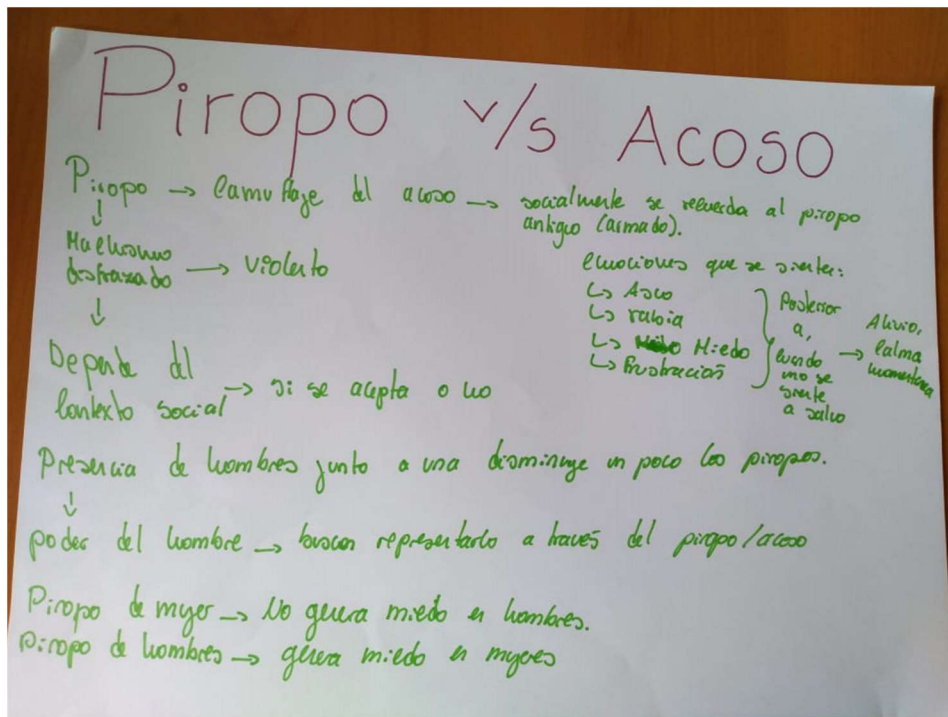 Piropo v/s Acoso
Piropo → Camuflaje del acoso → socialmente se recuerda al piropo
antiguo (armado).
↓
Machismo
disfrazado → violento
↓
Depende del
contexto social → si se acepta o no
emociones que se sienten:
↳ Asco
↳ rabia
↳ Miedo
↳ frustración
Posterior
a,
cuando
uno se
siente
a salvo
→ Alivio,
calma
momentánea
Presencia de hombres junto a una disminuye un poco los piropos.
↓
poder del hombre → buscan representarlo a través del piropo/acoso
Piropo de mujer → No genera miedo en hombres.
piropo de hombres → genera miedo en mujeres